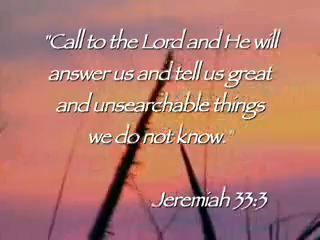 "Call to the Lord and He will
answer us and tell us great
and unsearchable things
we do not know."
Jeremiah 33:3